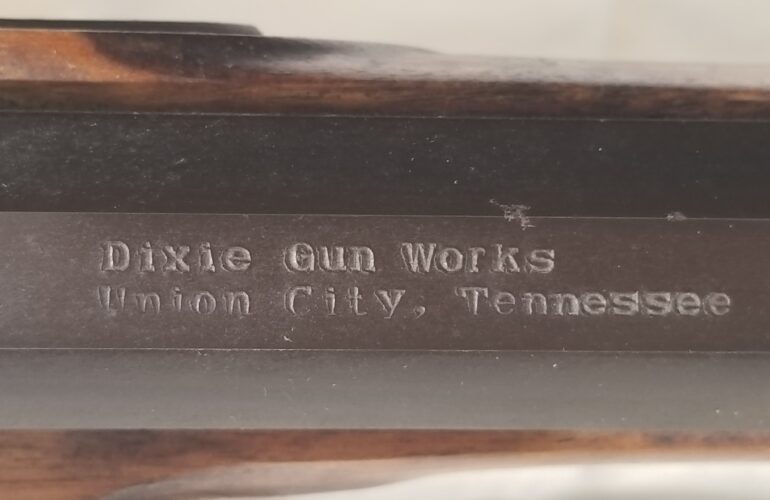 Dixie Gun Works
Union City, Tennessee